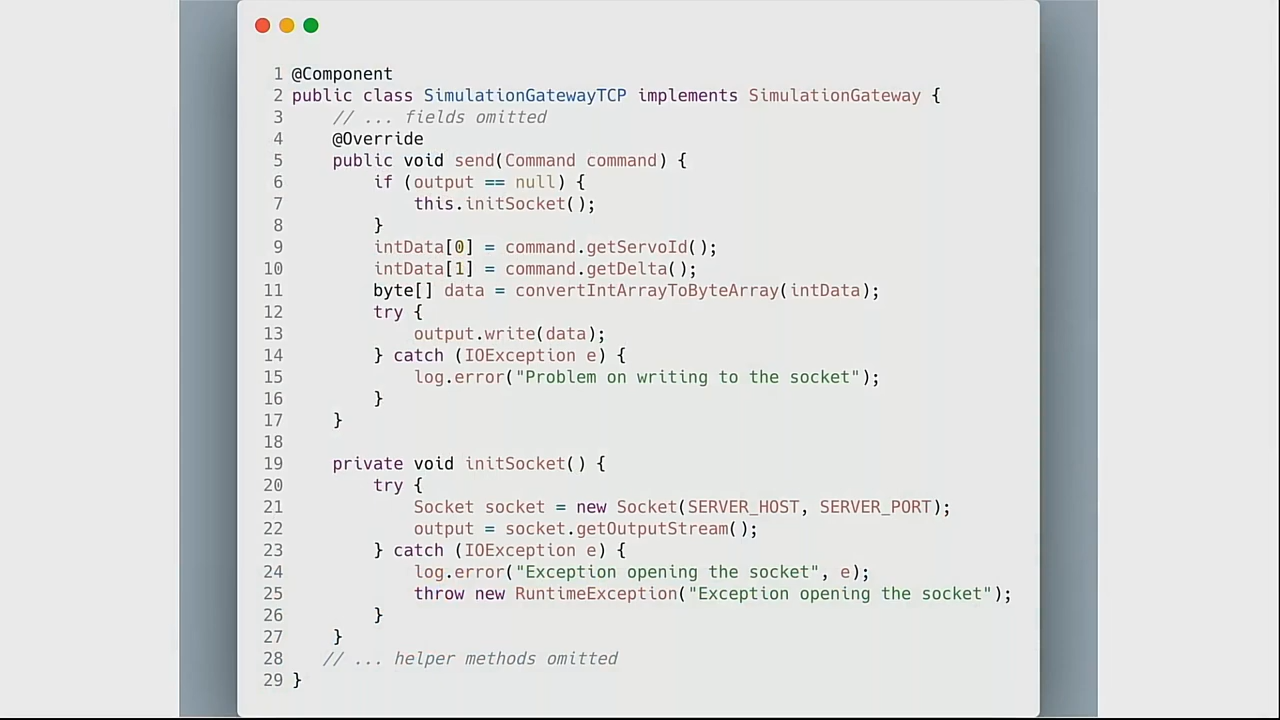 1 @Component
2 public class SimulationGatewayTCP implements SimulationGateway {
3     // ... fields omitted
4     @Override
5     public void send(Command command) {
6         if (output == null) {
7             this.initSocket();
8         }
9         intData[0] = command.getServoId();
10         intData[1] = command.getDelta();
11         byte[] data = convertIntArrayToByteArray(intData);
12         try {
13             output.write(data);
14         } catch (IOException e) {
15             log.error("Problem on writing to the socket");
16         }
17     }
18
19     private void initSocket() {
20         try {
21             Socket socket = new Socket(SERVER_HOST, SERVER_PORT);
22             output = socket.getOutputStream();
23         } catch (IOException e) {
24             log.error("Exception opening the socket", e);
25             throw new RuntimeException("Exception opening the socket");
26         }
27     }
28    // ... helper methods omitted
29 }